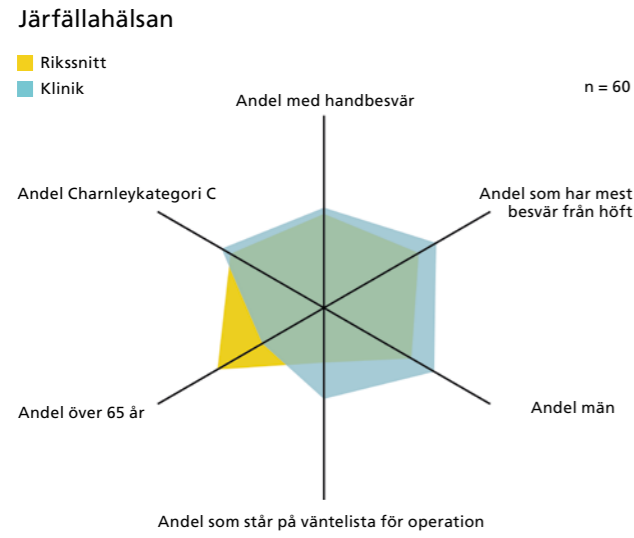 Järfällahälsan
Rikssnitt
Klinik
n = 60
Andel med handbesvär
Andel Charnleykategori C
Andel som har mest
besvär från höft
Andel över 65 år
Andel män
Andel som står på väntelista för operation